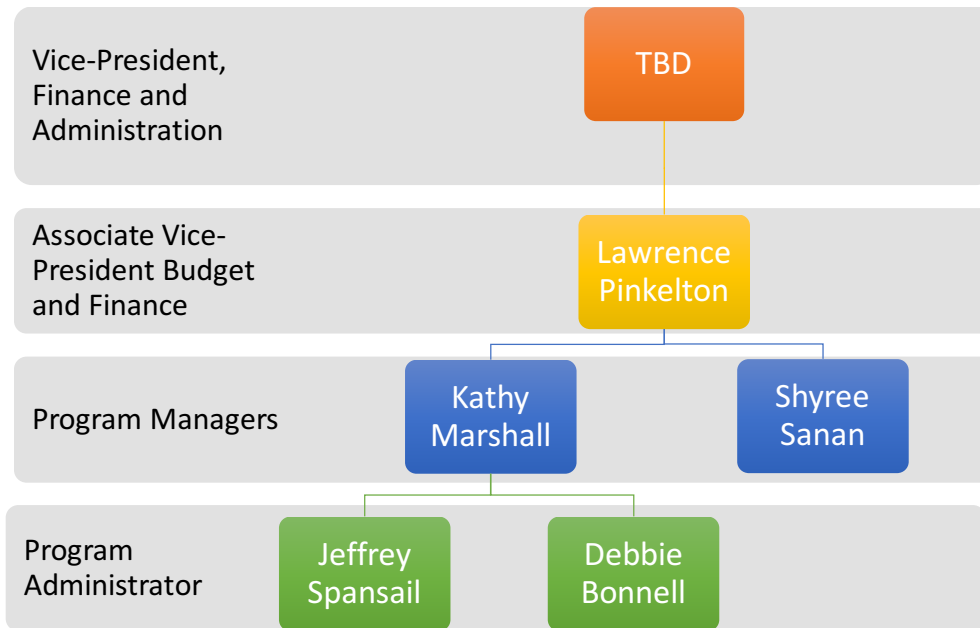 Vice-President,
Finance and
Administration
TBD
Associate Vice-
President Budget
and Finance
Lawrence
Pinkelton
Program Managers
Kathy
Marshall
Shyree
Sanan
Program
Administrator
Jeffrey
Spansail
Debbie
Bonnell